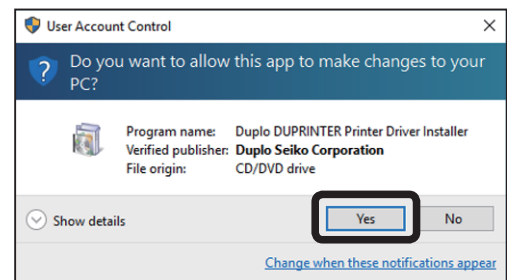 User Account Control
Do you want to allow this app to make changes to your
PC?
Program name: Duplo DUPRINTER Printer Driver Installer
Verified publisher: Duplo Seiko Corporation
File origin: CD/DVD drive
Show details Yes No
Change when these notifications appear